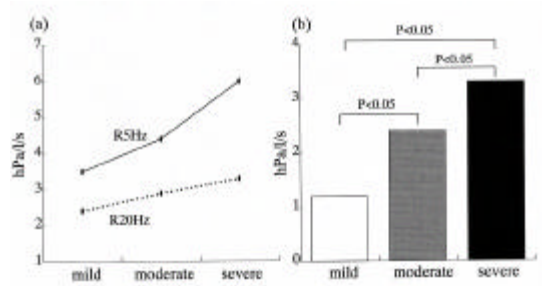 (a)
hPa/l/s
7
6
5
4
3
2
1
R5Hz
R20Hz
mild moderate severe
(b)
hPa/l/s
4
3
2
1
0
P<0.05
P<0.05
P<0.05
mild moderate severe